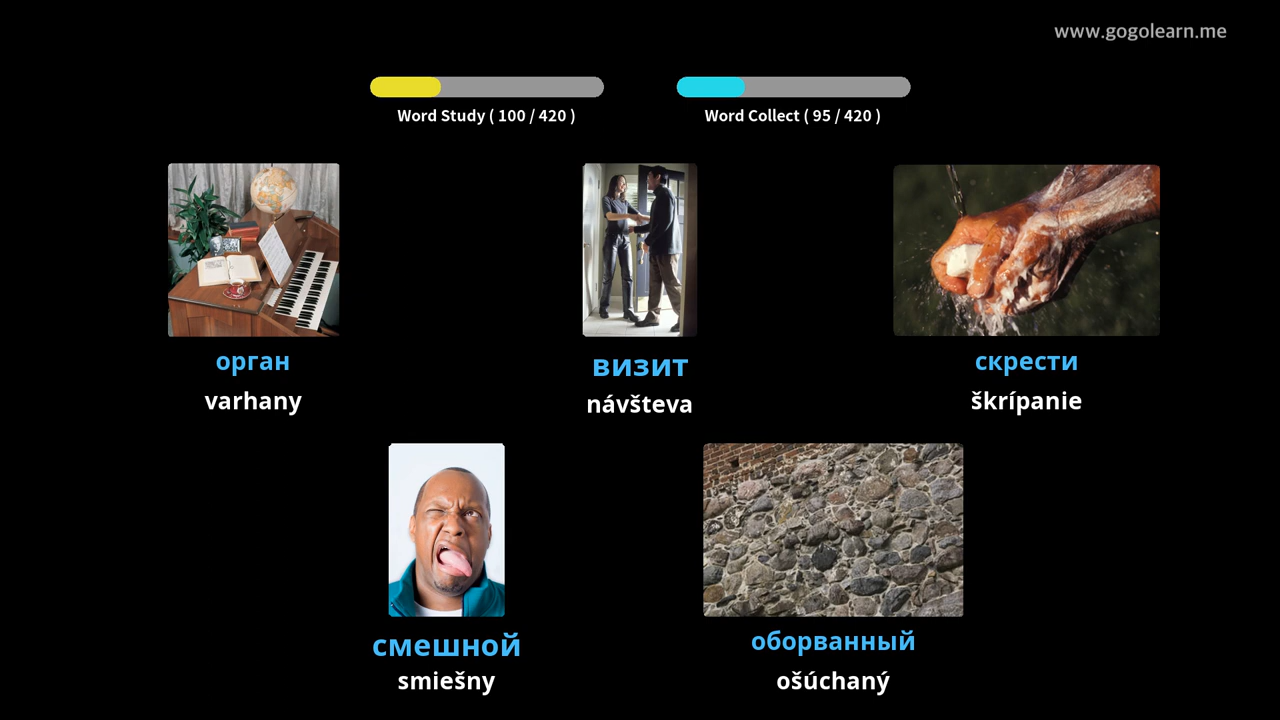 www.gogolearn.me
Word Study ( 100 / 420 )
Word Collect ( 95 / 420 )
орган
varhany
визит
návšteva
скрести
škrípanie
смешной
smiešny
оборванный
ošúchaný